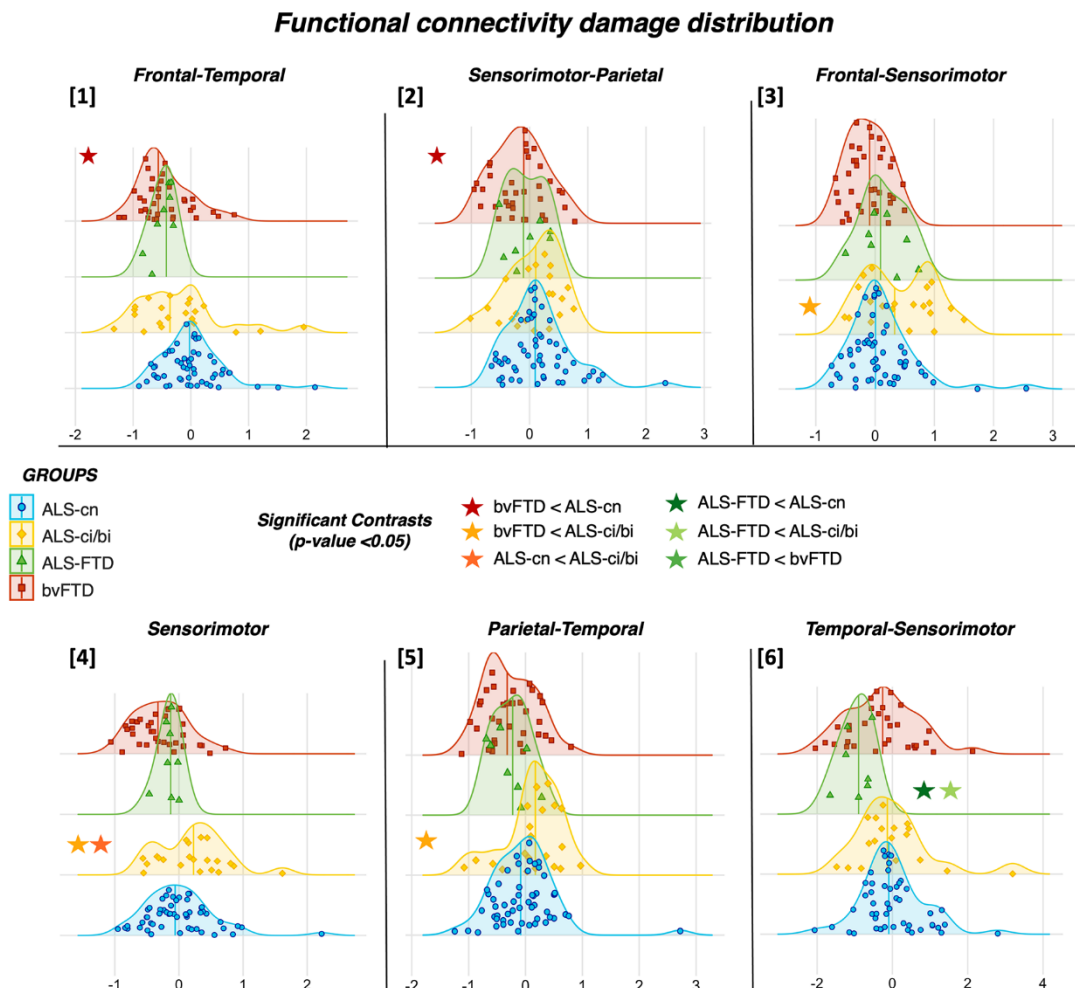 Functional connectivity damage distribution
Frontal-Temporal
Sensorimotor-Parietal
Frontal-Sensorimotor
[1]
[2]
[3]
-2 -1 0 1 2
-1 0 1 2 3
-1 0 1 2 3
GROUPS
ALS-cn
ALS-ci/bi
ALS-FTD
bvFTD
Significant Contrasts
(p-value <0.05)
bvFTD < ALS-cn
bvFTD < ALS-ci/bi
ALS-cn < ALS-ci/bi
ALS-FTD < ALS-cn
ALS-FTD < ALS-ci/bi
ALS-FTD < bvFTD
Sensorimotor
Parietal-Temporal
Temporal-Sensorimotor
[4]
[5]
[6]
-1 0 1 2
-2 -1 0 1 2 3
-2 0 2 4